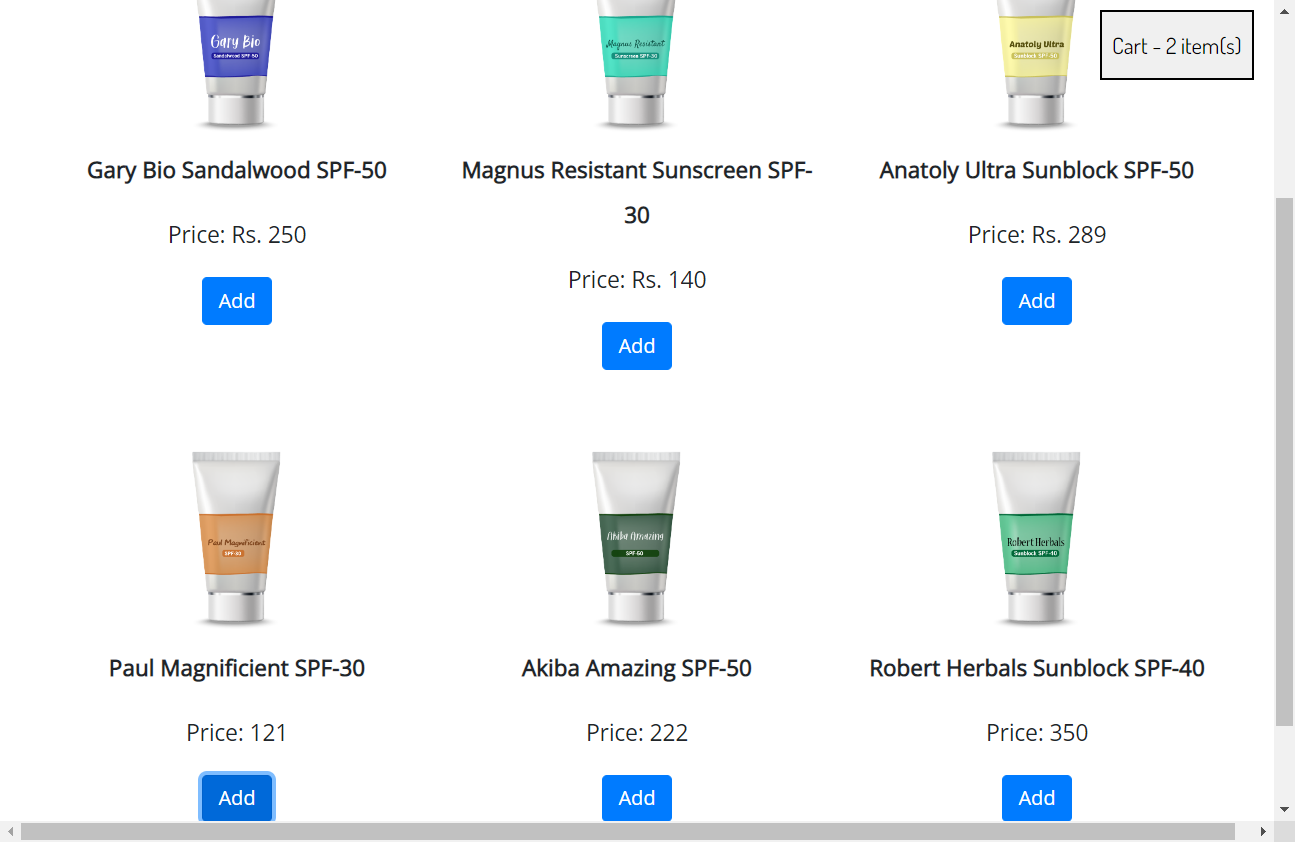 Gary Bio
Sandalwood SPF 50
Magnus Resistant
Sunscreen SPF-30
Anatoly Ultra
Sunblock SPF-50
Cart - 2 item(s)
Gary Bio Sandalwood SPF-50
Price: Rs. 250
Add
Magnus Resistant Sunscreen SPF-
30
Price: Rs. 140
Add
Anatoly Ultra Sunblock SPF-50
Price: Rs. 289
Add
Paul Magnificient
SPF-30
Akiba Amazing
SPF-50
Robert Herbals
Sunblock SPF-40
Paul Magnificient SPF-30
Price: 121
Add
Akiba Amazing SPF-50
Price: 222
Add
Robert Herbals Sunblock SPF-40
Price: 350
Add